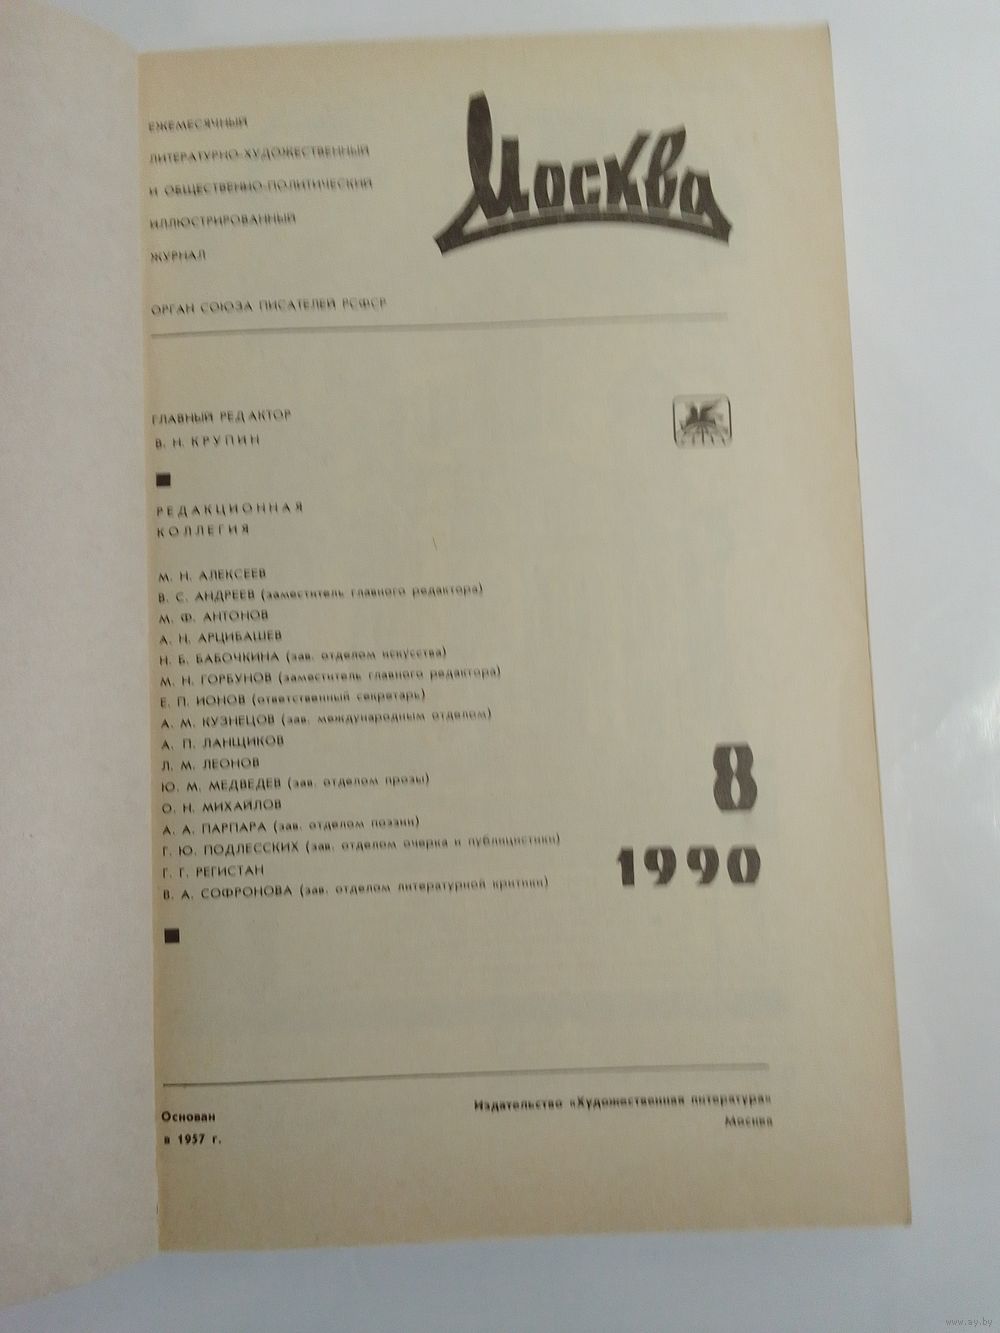 ЕЖЕМЕСЯЧНЫЙ
ЛИТЕРАТУРНО-ХУДОЖЕСТВЕННЫЙ
И ОБЩЕСТВЕННО-ПОЛИТИЧЕСКИЙ
ИЛЛЮСТРИРОВАННЫЙ
ЖУРНАЛ
ОРГАН СОЮЗА ПИСАТЕЛЕЙ РСФСР
Москва
ГЛАВНЫЙ РЕДАКТОР
В. Н. КРУПИН
РЕДАКЦИОННАЯ
КОЛЛЕГИЯ
М. Н. АЛЕКСЕЕВ
В. С. АНДРЕЕВ (заместитель главного редактора)
М. Ф. АНТОНОВ
А. Н. АРЦИБАШЕВ
Н. Б. БАБОЧКИНА (зав. отделом искусства)
М. Н. ГОРБУНОВ (заместитель главного редактора)
Е. П. ИОНОВ (ответственный секретарь)
А. М. КУЗНЕЦОВ (зав. международным отделом)
А. П. ЛАНЩИКОВ
Л. М. ЛЕОНОВ
Ю. М. МЕДВЕДЕВ (зав. отделом прозы)
О. Н. МИХАЙЛОВ
А. А. ПАРПАРА (зав. отделом поэзии)
Г. Ю. ПОДЛЕССКИХ (зав. отделом очерка и публицистики)
Г. Г. РЕГИСТАН
В. А. СОФРОНОВА (зав. отделом литературной критики)
8
1990
Основан
в 1957 г.
Издательство «Художественная литература»
Москва
www.ay.by